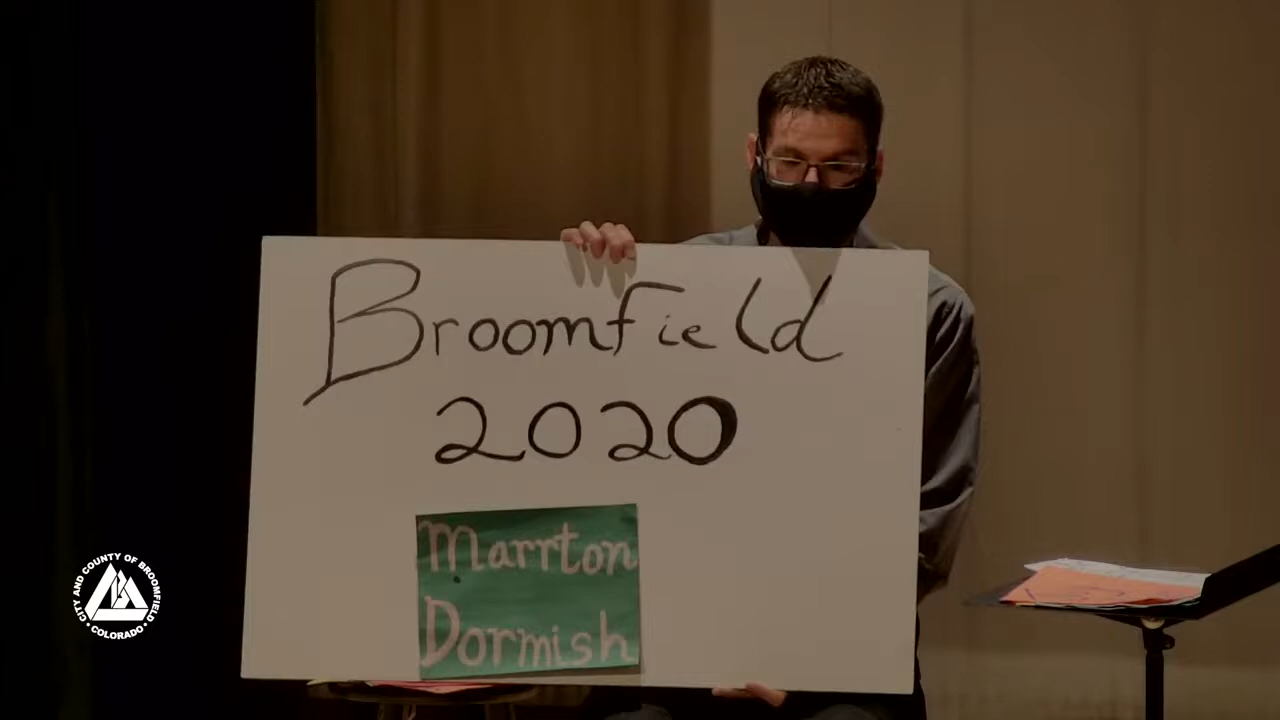 Broomfield
2020
Marrton
Dormish
CITY AND COUNTY OF BROOMFIELD
• COLORADO •